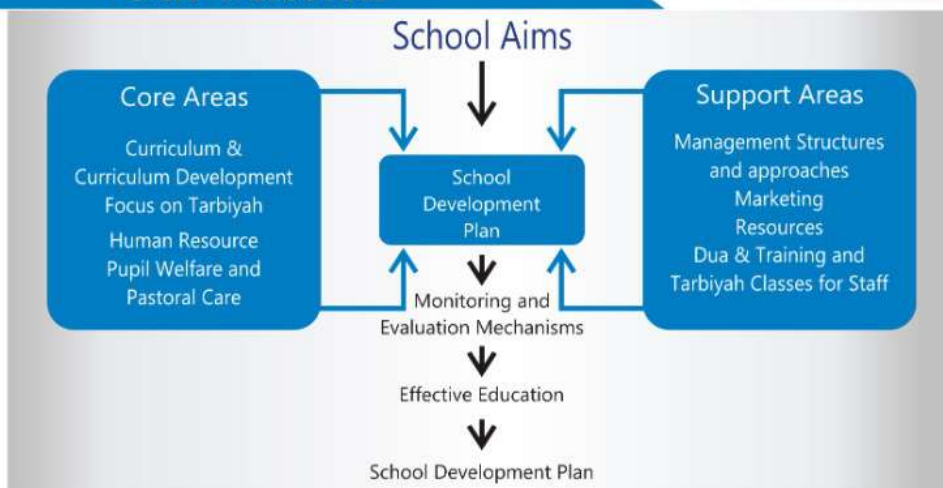 School Aims
Core Areas
Curriculum &
Curriculum Development
Focus on Tarbiyah
Human Resource
Pupil Welfare and
Pastoral Care
School
Development
Plan
Support Areas
Management Structures
and approaches
Marketing
Resources
Dua & Training and
Tarbiyah Classes for Staff
Monitoring and
Evaluation Mechanisms
Effective Education
School Development Plan